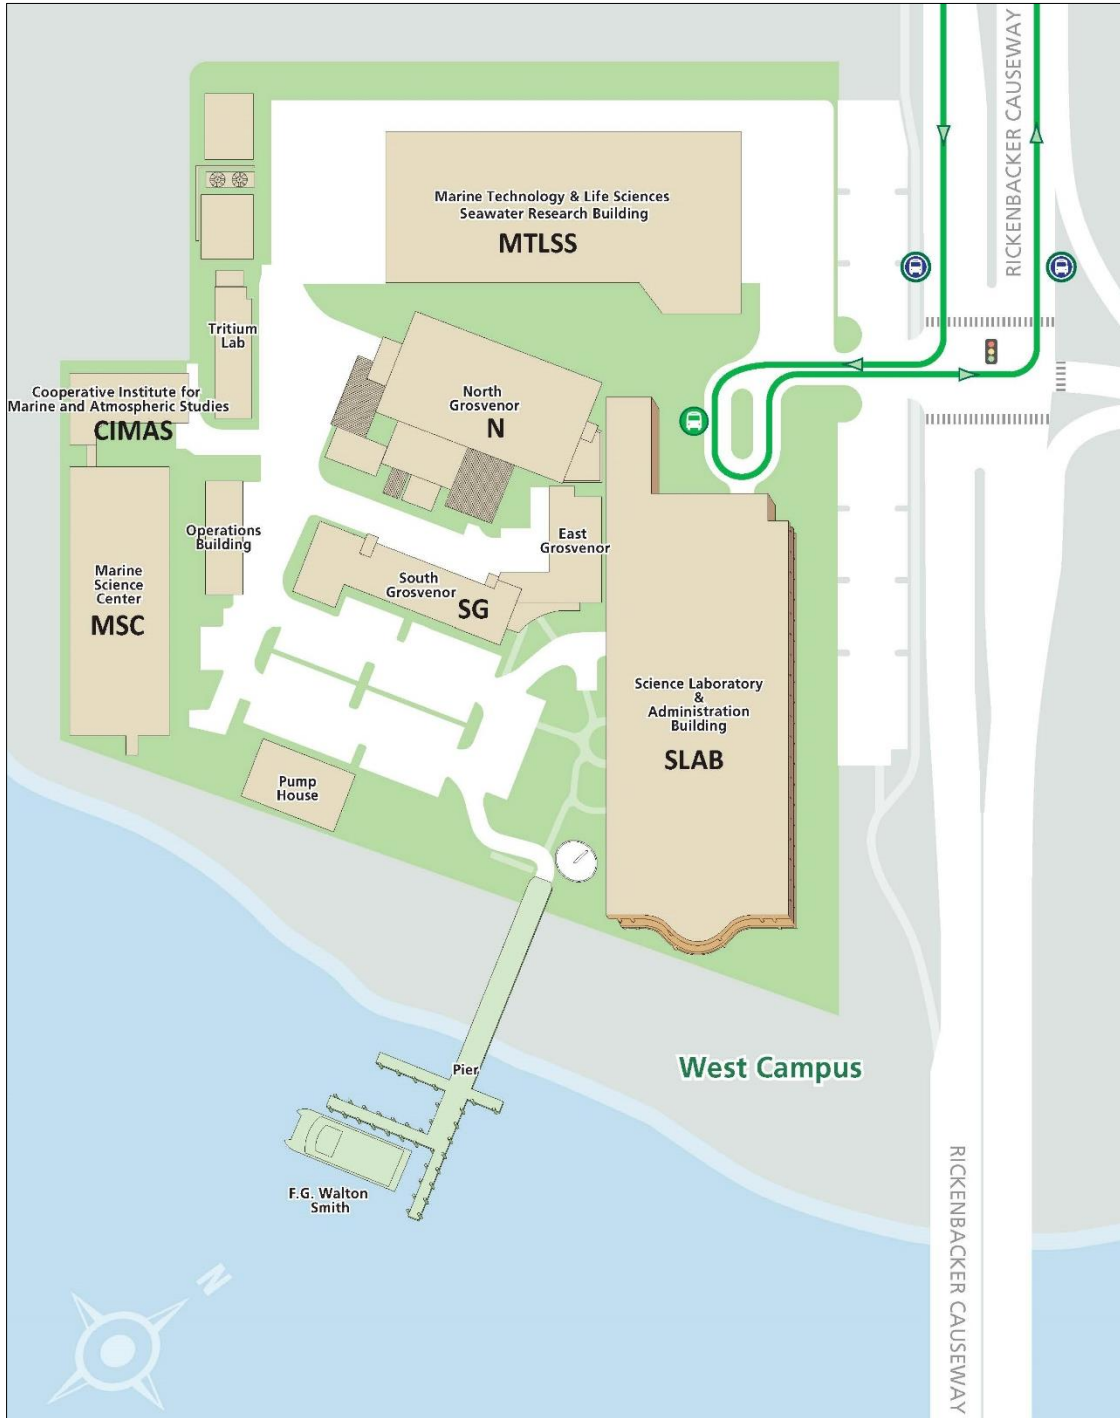 RICKENBACKER CAUSEWAY
Marine Technology & Life Sciences
Seawater Research Building
MTLSS
Tritium
Lab
Cooperative Institute for
Marine and Atmospheric Studies
CIMAS
North
Grosvenor
N
Operations
Building
East
Grosvenor
Marine
Science
Center
MSC
South
Grosvenor
SG
Science Laboratory
&
Administration
Building
SLAB
Pump
House
Pier
West Campus
F.G. Walton
Smith
RICKENBACKER CAUSEWAY
N